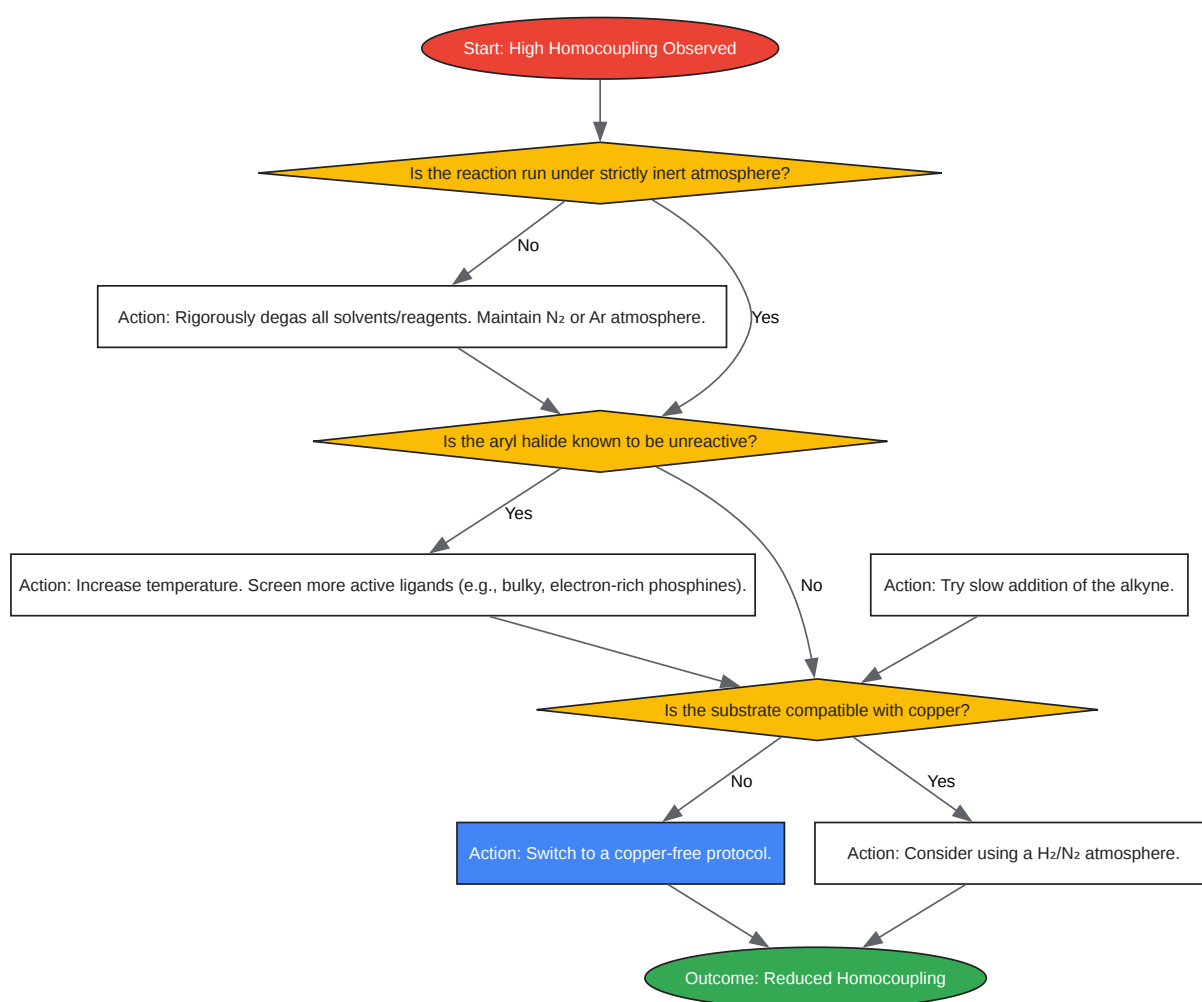 Start: High Homocoupling Observed
Is the reaction run under strictly inert atmosphere?
No
Action: Rigorously degas all solvents/reagents. Maintain N₂ or Ar atmosphere.
Yes
Is the aryl halide known to be unreactive?
Yes
Action: Increase temperature. Screen more active ligands (e.g., bulky, electron-rich phosphines).
No
Action: Try slow addition of the alkyne.
Is the substrate compatible with copper?
No
Yes
Action: Switch to a copper-free protocol.
Action: Consider using a H₂/N₂ atmosphere.
Outcome: Reduced Homocoupling